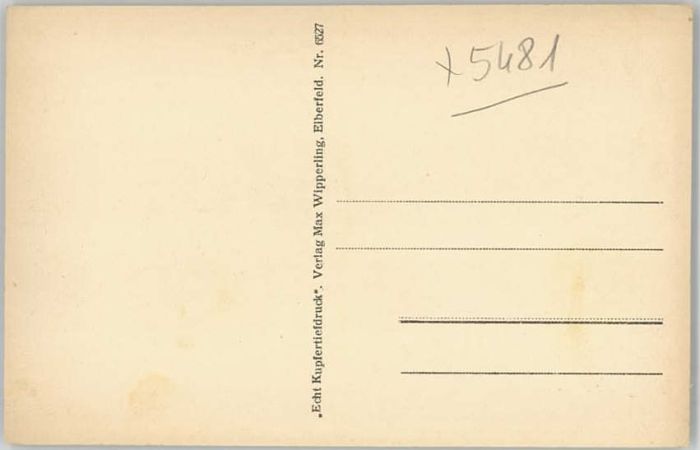 x5481
„Echt Kupfertiefdruck“. Verlag Max Wipperling, Elberfeld. Nr. 6527